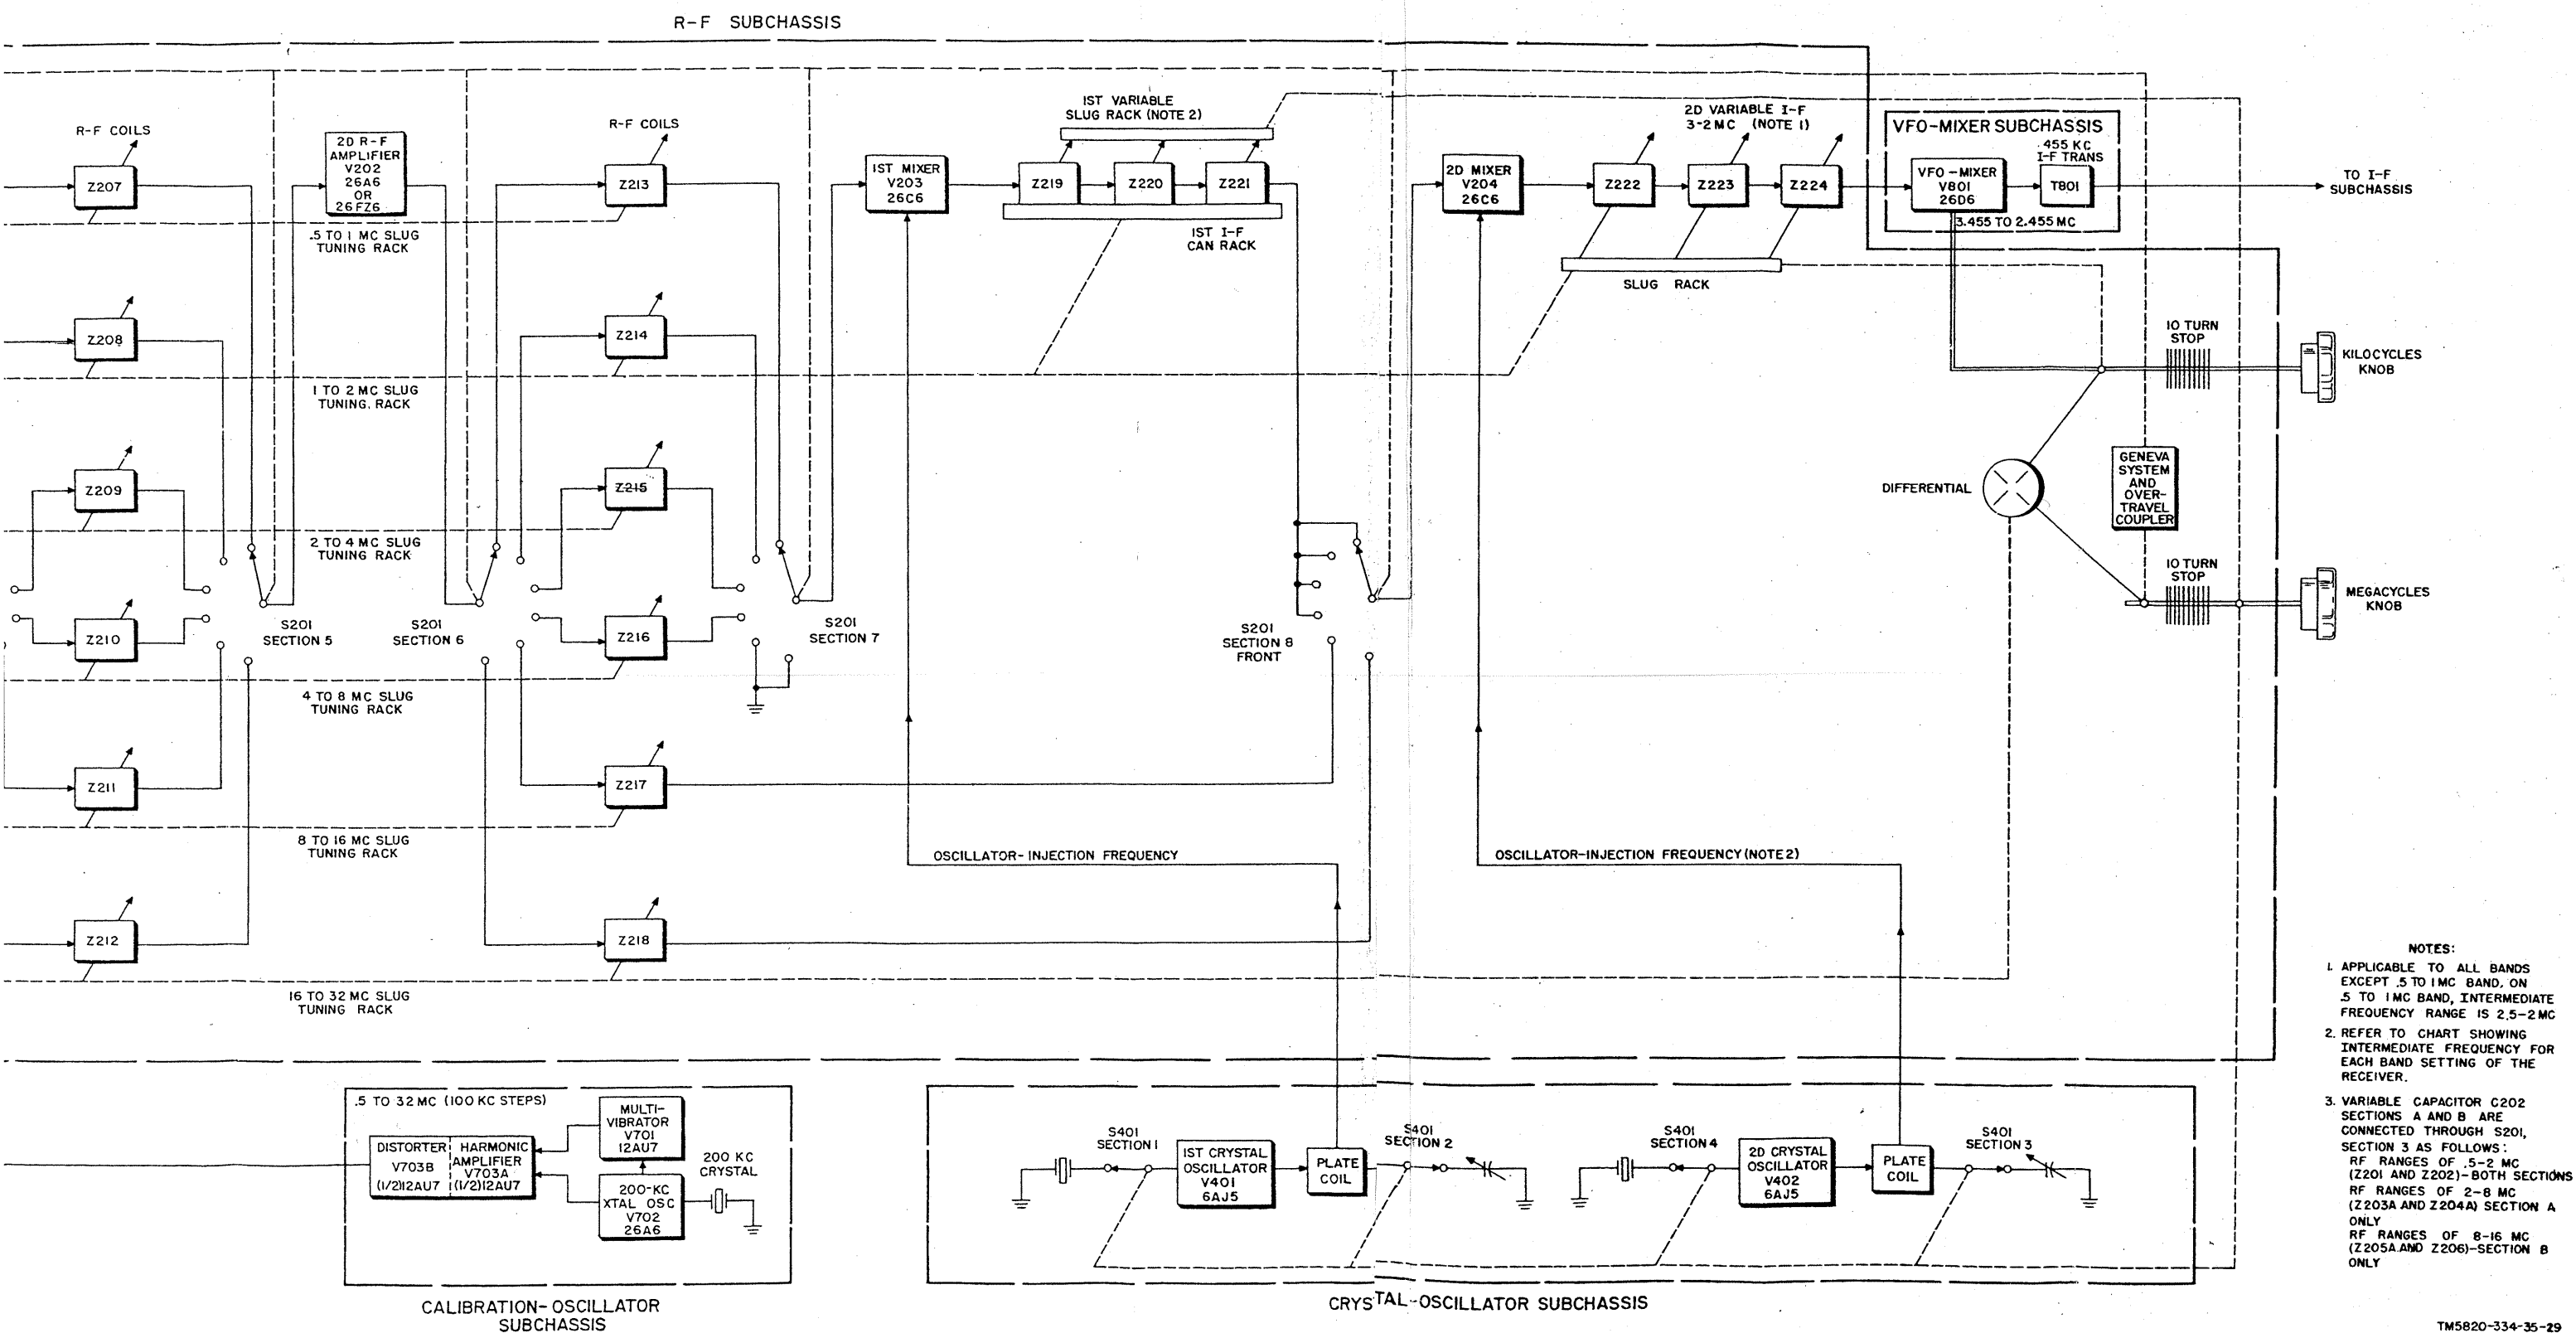 R-F SUBCHASSIS
R-F COILS
Z207
2D R-F
AMPLIFIER
V202
26A6
OR
26FZ6
R-F COILS
Z213
.5 TO 1 MC SLUG
TUNING RACK
1ST MIXER
V203
26C6
1ST VARIABLE
SLUG RACK (NOTE 2)
Z219
Z220
Z221
1ST I-F
CAN RACK
2D MIXER
V204
26C6
2D VARIABLE I-F
3-2 MC (NOTE 1)
Z222
Z223
Z224
SLUG RACK
VFO-MIXER SUBCHASSIS
455 KC
I-F TRANS
VFO-MIXER
V801
26D6
T801
3.455 TO 2.455 MC
TO I-F
SUBCHASSIS
Z208
Z214
1 TO 2 MC SLUG
TUNING. RACK
10 TURN
STOP
KILOCYCLES
KNOB
Z209
Z215
2 TO 4 MC SLUG
TUNING RACK
DIFFERENTIAL
GENEVA
SYSTEM
AND
OVER-
TRAVEL
COUPLER
10 TURN
STOP
MEGACYCLES
KNOB
Z210
S201
SECTION 5
S201
SECTION 6
Z216
S201
SECTION 7
S201
SECTION 8
FRONT
4 TO 8 MC SLUG
TUNING RACK
Z211
Z217
8 TO 16 MC SLUG
TUNING RACK
OSCILLATOR-INJECTION FREQUENCY
OSCILLATOR-INJECTION FREQUENCY (NOTE 2)
Z212
Z218
16 TO 32 MC SLUG
TUNING RACK
NOTES:
1. APPLICABLE TO ALL BANDS
EXCEPT .5 TO 1 MC BAND. ON
.5 TO 1 MC BAND, INTERMEDIATE
FREQUENCY RANGE IS 2.5-2 MC
2. REFER TO CHART SHOWING
INTERMEDIATE FREQUENCY FOR
EACH BAND SETTING OF THE
RECEIVER.
3. VARIABLE CAPACITOR C202
SECTIONS A AND B ARE
CONNECTED THROUGH S201,
SECTION 3 AS FOLLOWS:
RF RANGES OF .5-2 MC
(Z201 AND Z202)-BOTH SECTIONS
RF RANGES OF 2-8 MC
(Z203A AND Z204A) SECTION A
ONLY
RF RANGES OF 8-16 MC
(Z205A AND Z206)-SECTION B
ONLY
.5 TO 32 MC (100 KC STEPS)
DISTORTER
V703B
(1/2)12AU7
HARMONIC
AMPLIFIER
V703A
(1/2)12AU7
MULTI-
VIBRATOR
V701
12AU7
200-KC
XTAL OSC
V702
26A6
200 KC
CRYSTAL
CALIBRATION-OSCILLATOR
SUBCHASSIS
S401
SECTION 1
1ST CRYSTAL
OSCILLATOR
V401
6AJ5
PLATE
COIL
S401
SECTION 2
S401
SECTION 4
2D CRYSTAL
OSCILLATOR
V402
6AJ5
PLATE
COIL
S401
SECTION 3
CRYSTAL-OSCILLATOR SUBCHASSIS
TM5820-334-35-29